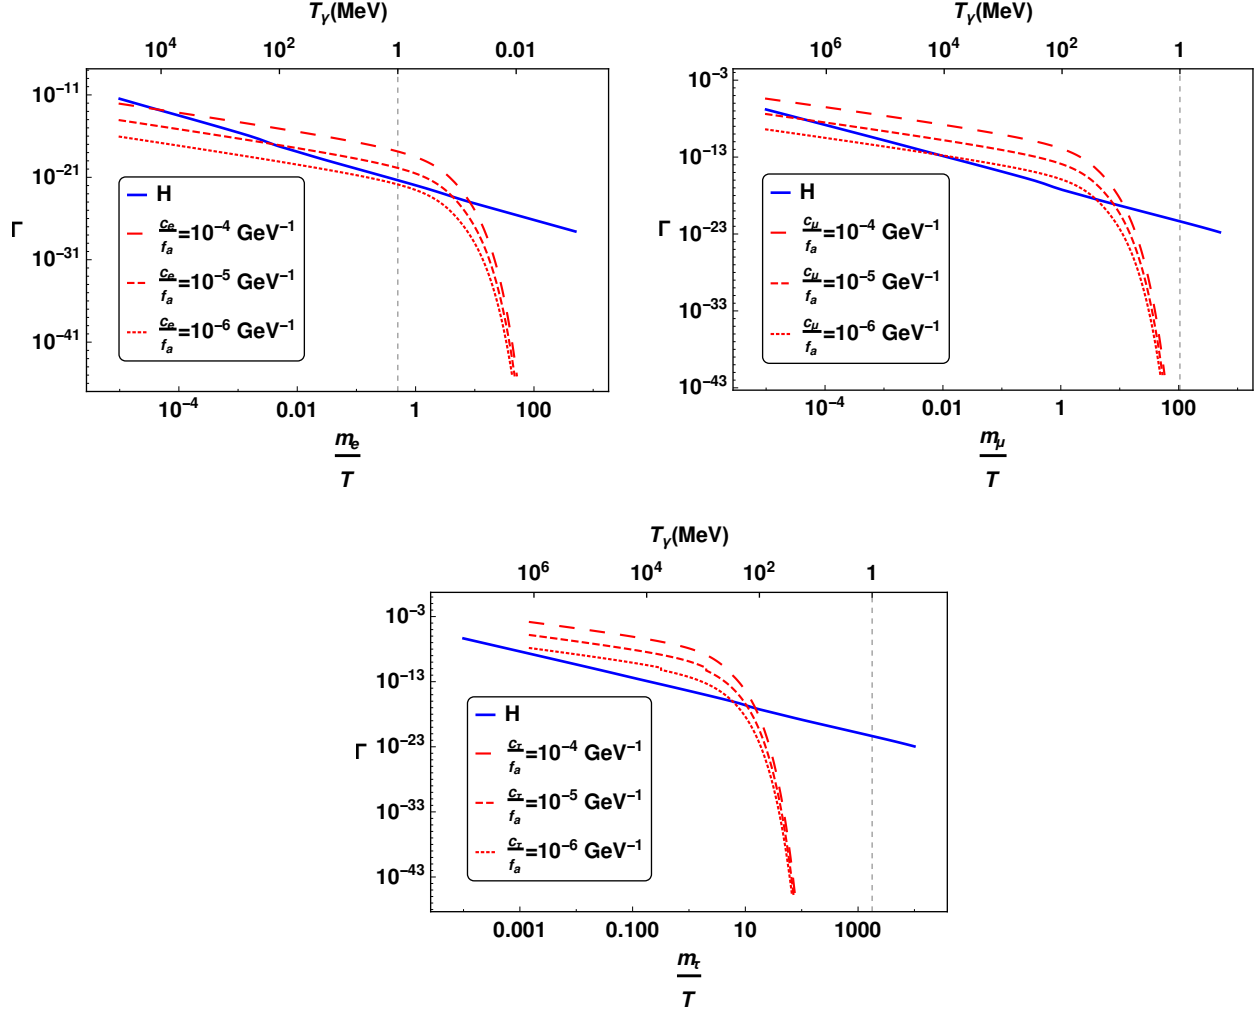 T_γ(MeV)
10^4 10^2 1 0.01
10^−11
10^−21
10^−31
10^−41
Γ
H
c_e/f_a=10^−4 GeV^−1
c_e/f_a=10^−5 GeV^−1
c_e/f_a=10^−6 GeV^−1
10^−4 0.01 1 100
m_e/T
T_γ(MeV)
10^6 10^4 10^2 1
10^−3
10^−13
10^−23
10^−33
10^−43
Γ
H
c_μ/f_a=10^−4 GeV^−1
c_μ/f_a=10^−5 GeV^−1
c_μ/f_a=10^−6 GeV^−1
10^−4 0.01 1 100
m_μ/T
T_γ(MeV)
10^6 10^4 10^2 1
10^−3
10^−13
10^−23
10^−33
10^−43
Γ
H
c_τ/f_a=10^−4 GeV^−1
c_τ/f_a=10^−5 GeV^−1
c_τ/f_a=10^−6 GeV^−1
0.001 0.100 10 1000
m_τ/T